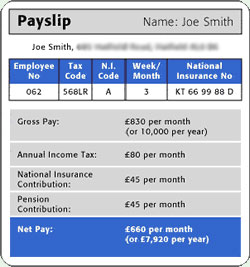 Payslip Name: Joe Smith
Joe Smith,
Employee No Tax Code N.I. Code Week/ Month National Insurance No
062 568LR A 3 KT 66 99 88 D
Gross Pay: £830 per month
(or 10,000 per year)
Annual Income Tax: £80 per month
National Insurance Contribution: £45 per month
Pension Contribution: £45 per month
Net Pay: £660 per month
(or £7,920 per year)